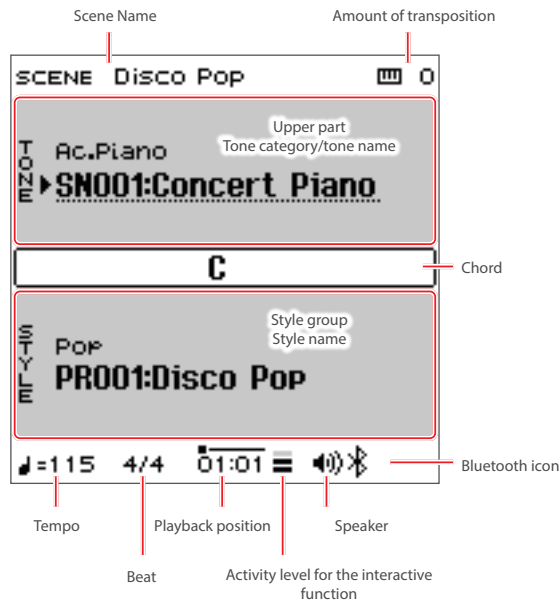 Scene Name
Amount of transposition
SCENE Disco Pop 0
Upper part
Tone category/tone name
TONE
Ac.Piano
SN001:Concert Piano
C
Chord
Style group
Style name
STYLE
Pop
PR001:Disco Pop
♩=115 4/4 01:01
Bluetooth icon
Tempo
Playback position
Speaker
Beat
Activity level for the interactive
function